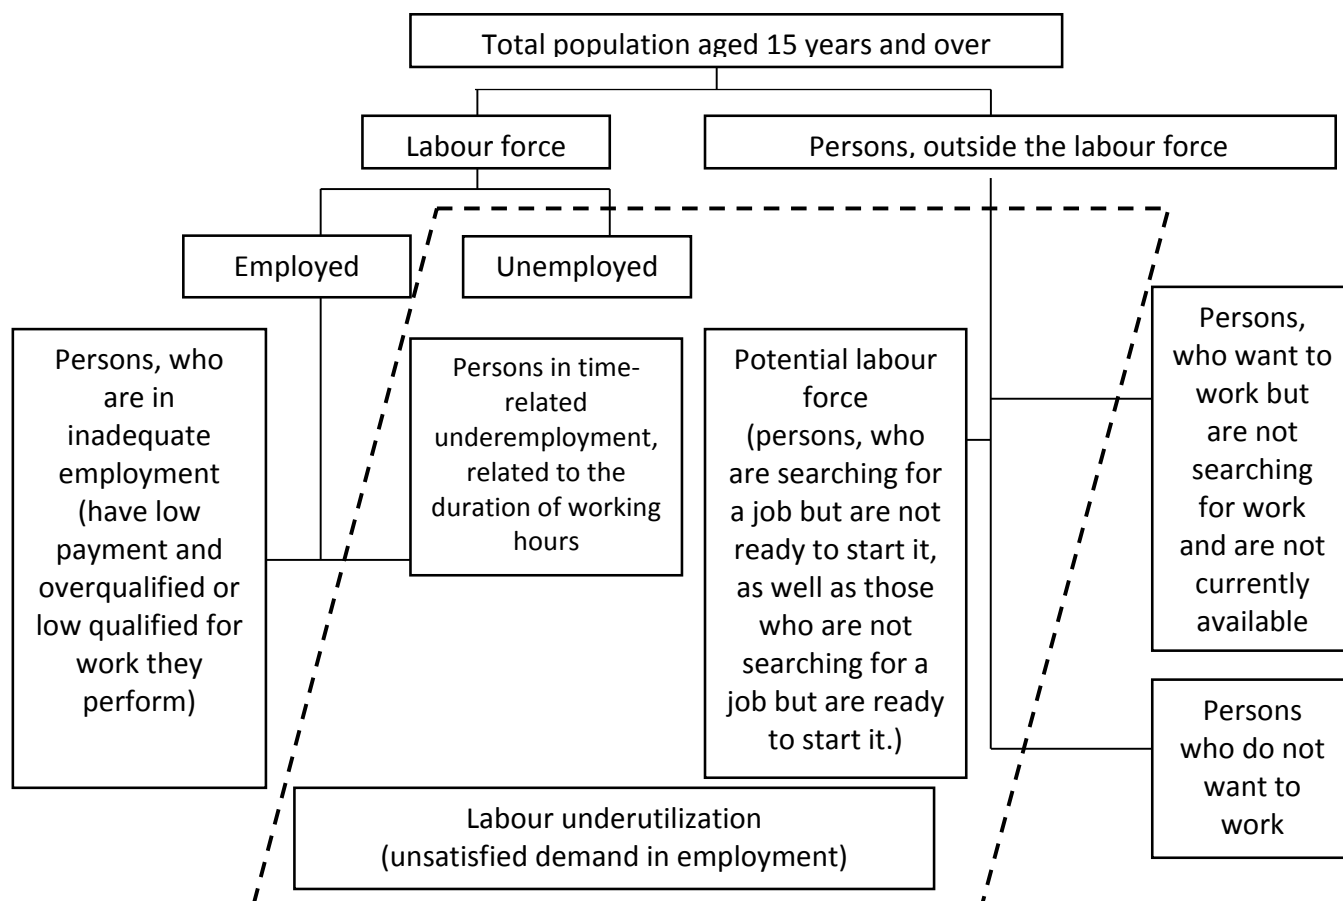 Total population aged 15 years and over
Labour force
Persons, outside the labour force
Employed
Unemployed
Persons, who
are in
inadequate
employment
(have low
payment and
overqualified or
low qualified for
work they
perform)
Persons in time-
related
underemployment,
related to the
duration of working
hours
Potential labour
force
(persons, who
are searching for
a job but are not
ready to start it,
as well as those
who are not
searching for a
job but are ready
to start it.)
Persons,
who want to
work but
are not
searching
for work
and are not
currently
available
Persons
who do not
want to
work
Labour underutilization
(unsatisfied demand in employment)